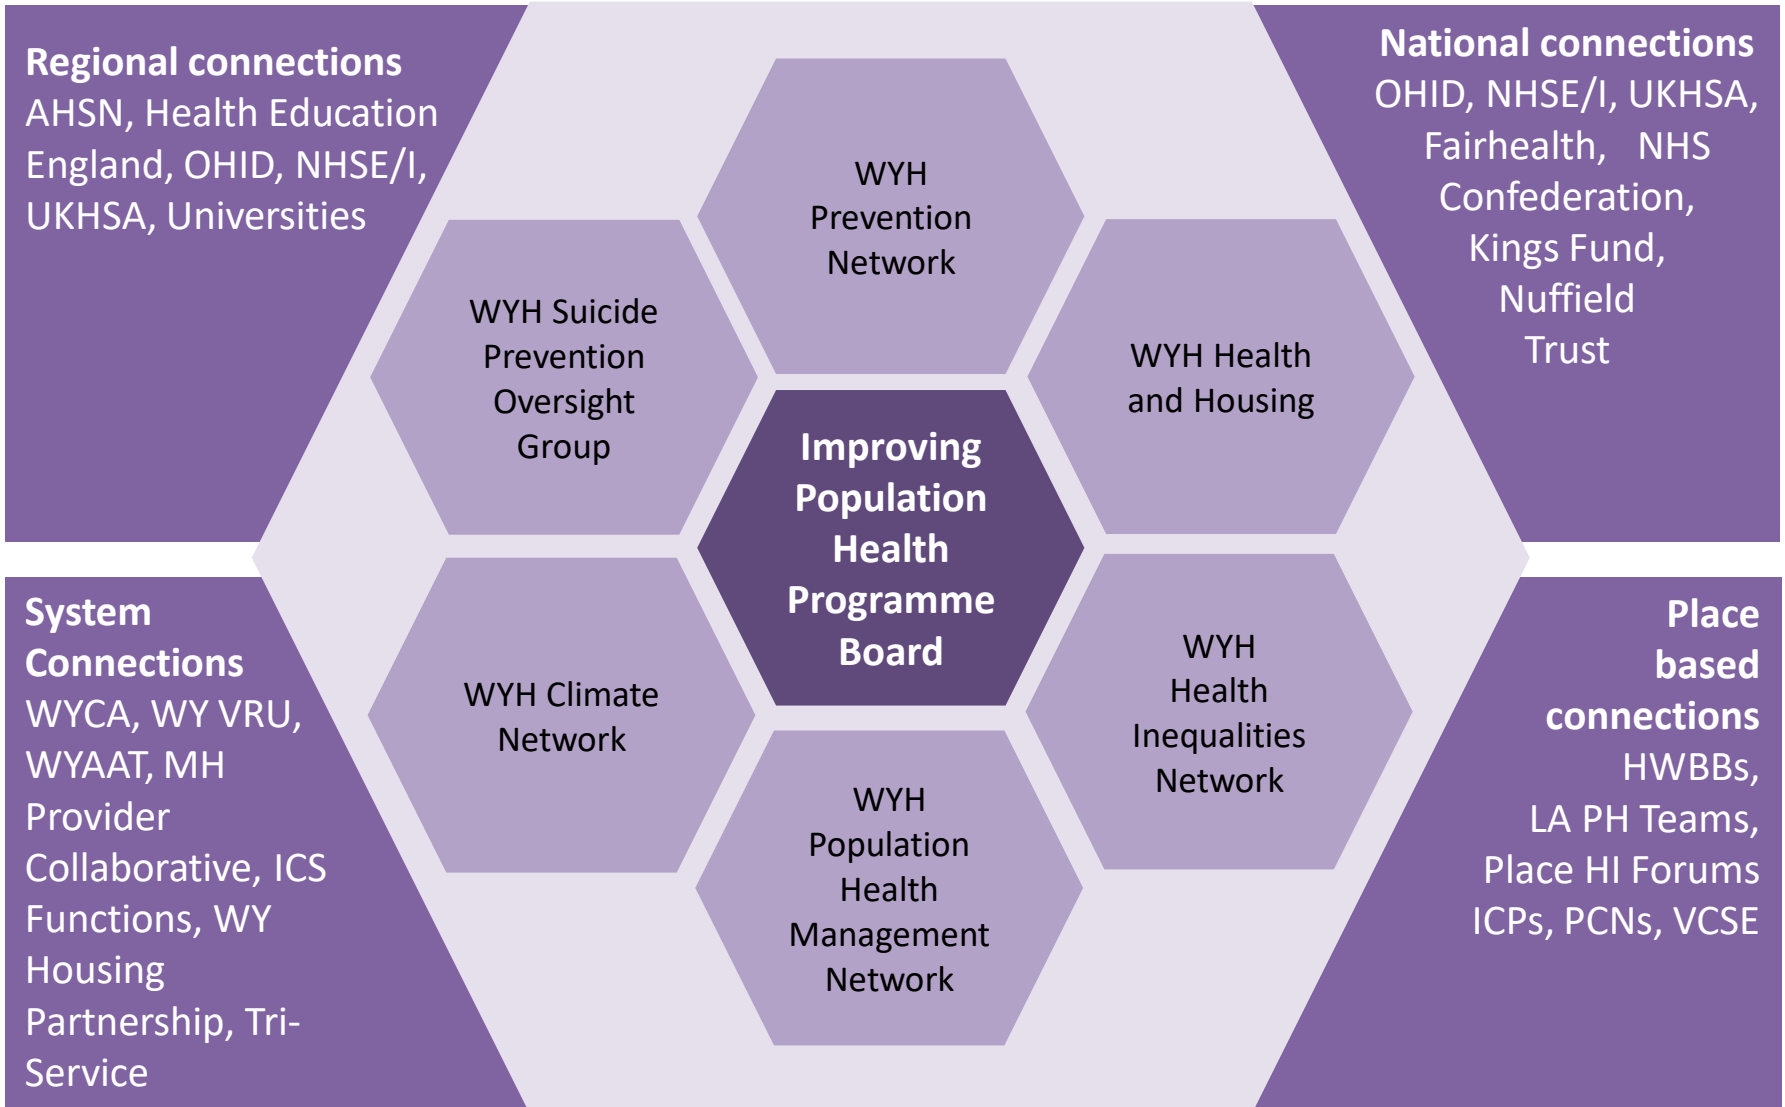 Regional connections
AHSN, Health Education
England, OHID, NHSE/I,
UKHSA, Universities
National connections
OHID, NHSE/I, UKHSA,
Fairhealth, NHS
Confederation,
Kings Fund,
Nuffield
Trust
WYH
Prevention
Network
WYH Suicide
Prevention
Oversight
Group
WYH Health
and Housing
Improving
Population
Health
Programme
Board
WYH Climate
Network
WYH
Health
Inequalities
Network
WYH
Population
Health
Management
Network
System
Connections
WYCA, WY VRU,
WYAAT, MH
Provider
Collaborative, ICS
Functions, WY
Housing
Partnership, Tri-
Service
Place
based
connections
HWBBs,
LA PH Teams,
Place HI Forums
ICPs, PCNs, VCSE